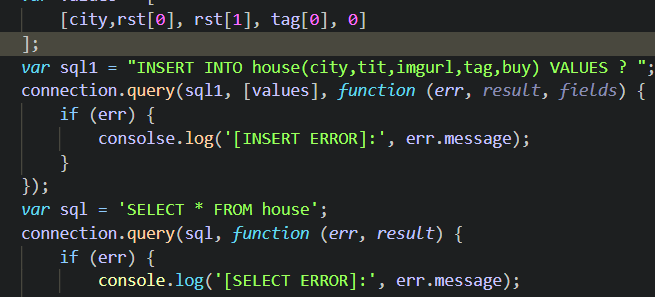 [city,rst[0], rst[1], tag[0], 0]
];
var sql1 = "INSERT INTO house(city,tit,imgurl,tag,buy) VALUES ? ";
connection.query(sql1, [values], function (err, result, fields) {
if (err) {
consolse.log('[INSERT ERROR]:', err.message);
}
});
var sql = 'SELECT * FROM house';
connection.query(sql, function (err, result) {
if (err) {
console.log('[SELECT ERROR]:', err.message);